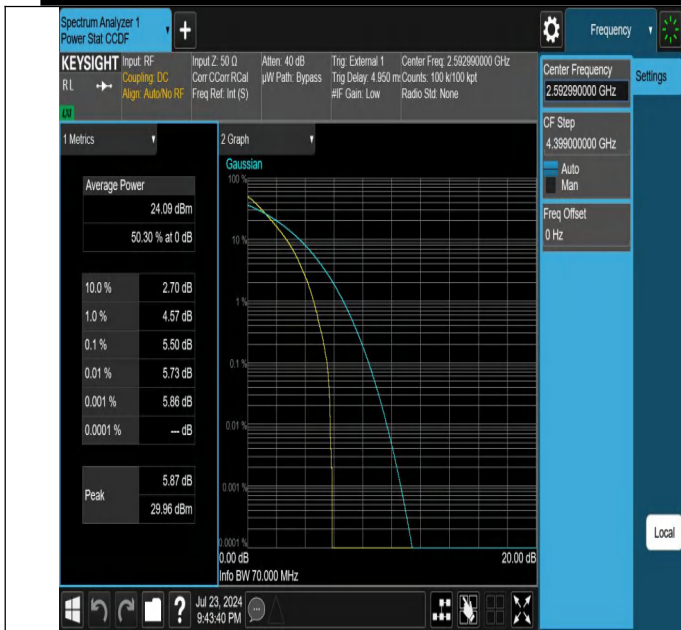 Spectrum Analyzer 1
Power Stat CCDF
+
Frequency
KEYSIGHT
RL
Input: RF
Coupling: DC
Align: Auto/No RF
Input Z: 50 Ω
Corr CCorr RCal
Freq Ref: Int (S)
Atten: 40 dB
µW Path: Bypass
Trig: External 1
Trig Delay: 4.950 m
#IF Gain: Low
Center Freq: 2.592990000 GHz
Counts: 100 k/100 kpt
Radio Std: None
Center Frequency
2.592990000 GHz
Settings
CF Step
4.399000000 GHz
Auto
Man
Freq Offset
0 Hz
1 Metrics
Average Power
24.09 dBm
50.30 % at 0 dB
10.0 % 2.70 dB
1.0 % 4.57 dB
0.1 % 5.50 dB
0.01 % 5.73 dB
0.001 % 5.86 dB
0.0001 % --- dB
Peak
5.87 dB
29.96 dBm
2 Graph
Gaussian
100 %
10 %
1 %
0.1 %
0.01 %
0.001 %
0.0001 %
0.00 dB 20.00 dB
Info BW 70.000 MHz
Local
?
Jul 23, 2024
9:43:40 PM